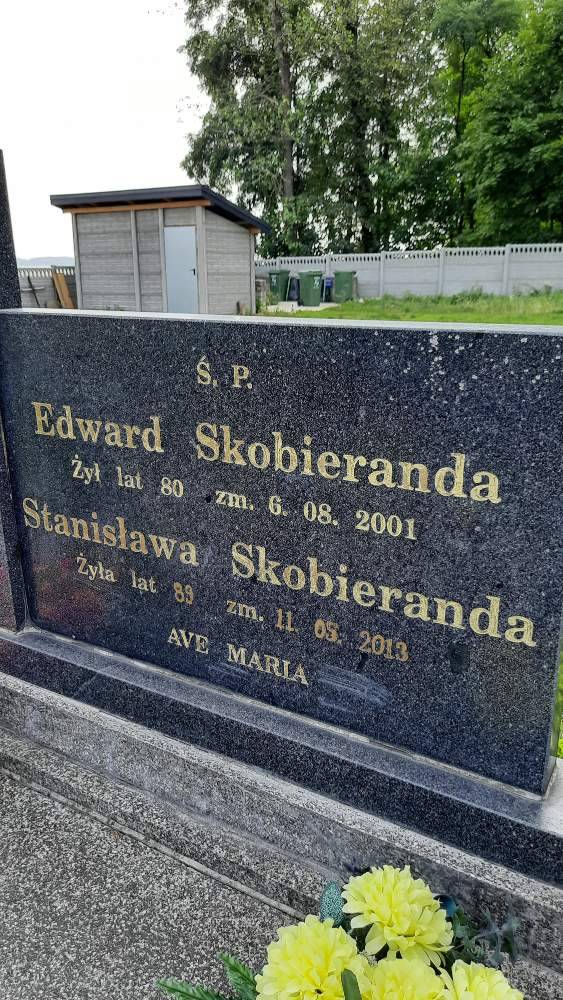 Ś. P.
Edward Skobieranda
Żył lat 80 zm. 6. 08. 2001
Stanisława Skobieranda
Żyła lat 89 zm. 11. 05. 2013
AVE MARIA